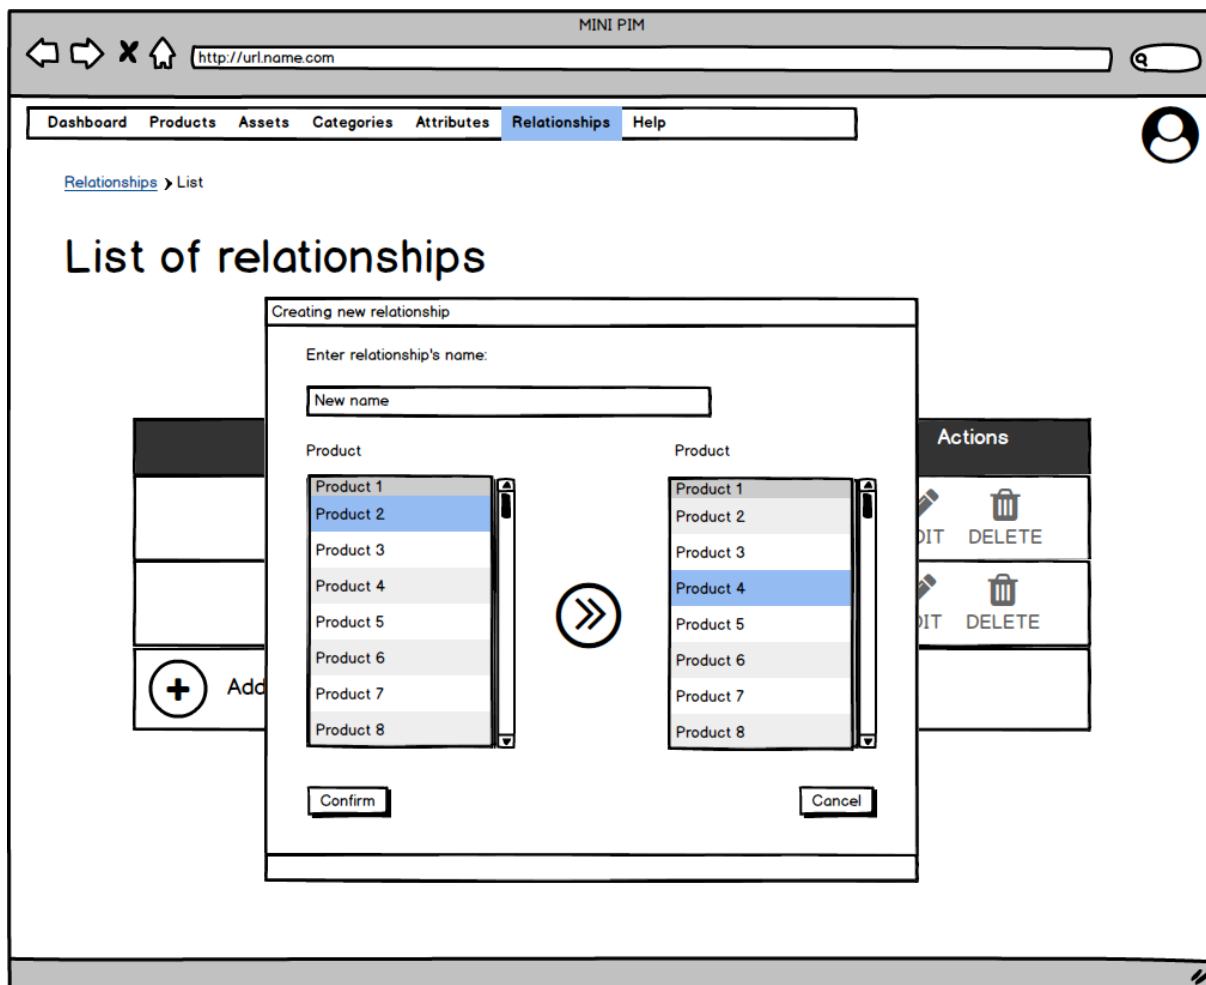 MINI PIM
http://url.name.com
Dashboard Products Assets Categories Attributes Relationships Help
Relationships List
List of relationships
Creating new relationship
Enter relationship's name:
New name
Product
Product 1
Product 2
Product 3
Product 4
Product 5
Product 6
Product 7
Product 8
Product
Product 1
Product 2
Product 3
Product 4
Product 5
Product 6
Product 7
Product 8
Confirm Cancel
Actions
DELETE
DELETE
Add